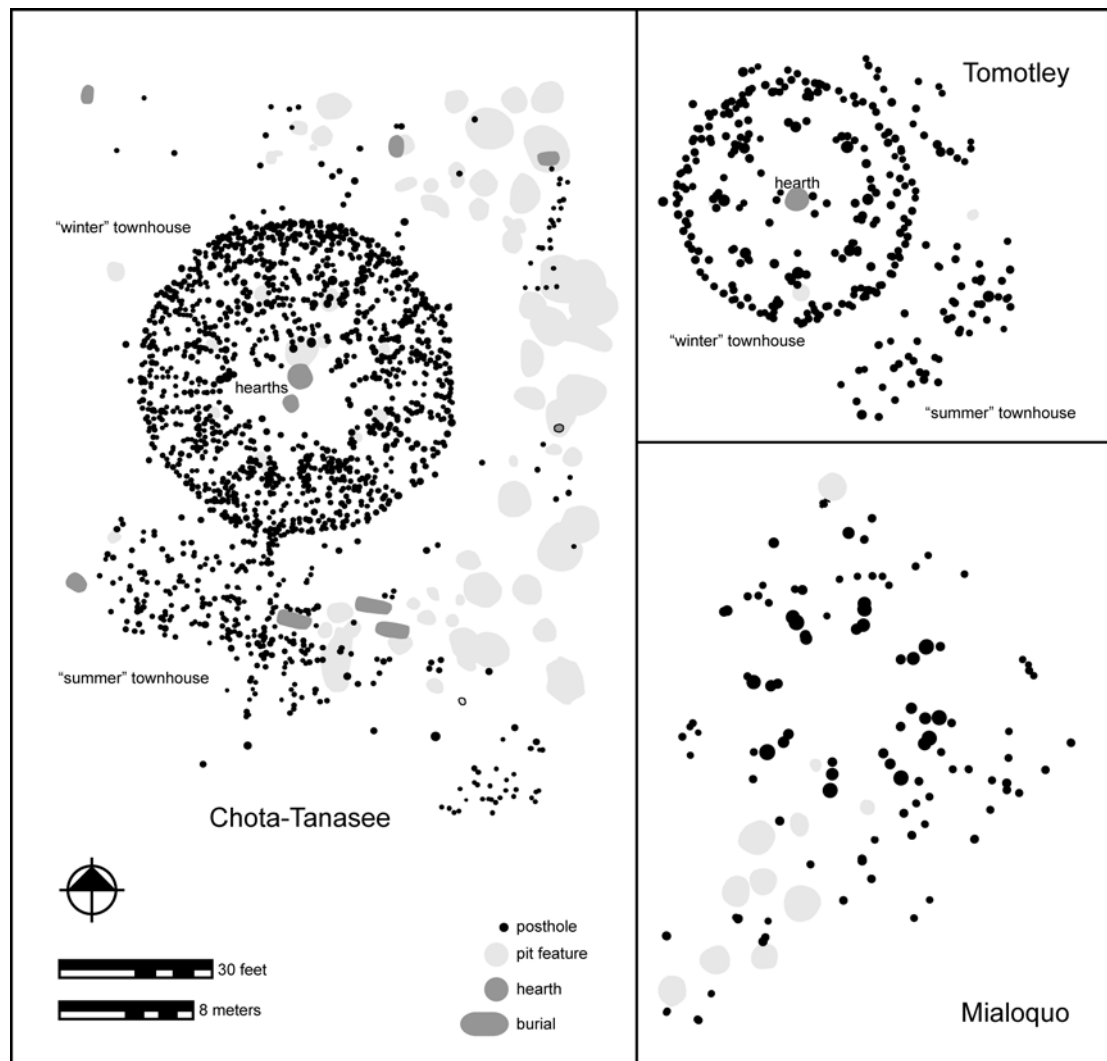 "winter" townhouse
hearths
"summer" townhouse
Chota-Tanasee
30 feet
8 meters
posthole
pit feature
hearth
burial
Tomotley
hearth
"winter" townhouse
"summer" townhouse
Mialoquo